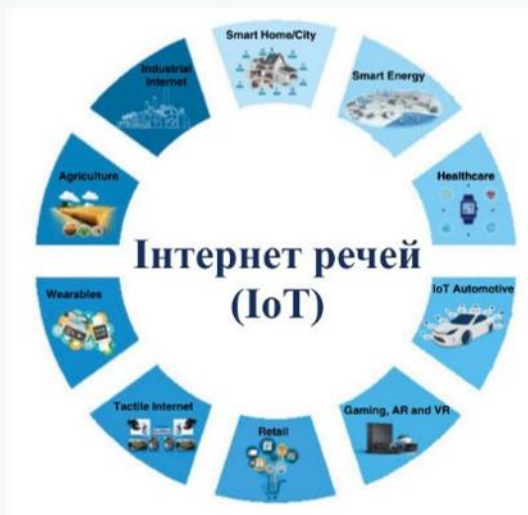 Smart Home/City
Smart Energy
Healthcare
IoT Automotive
Gaming, AR and VR
Retail
Tactile Internet
Wearables
Agriculture
Industrial
Internet
Інтернет речей
(IoT)